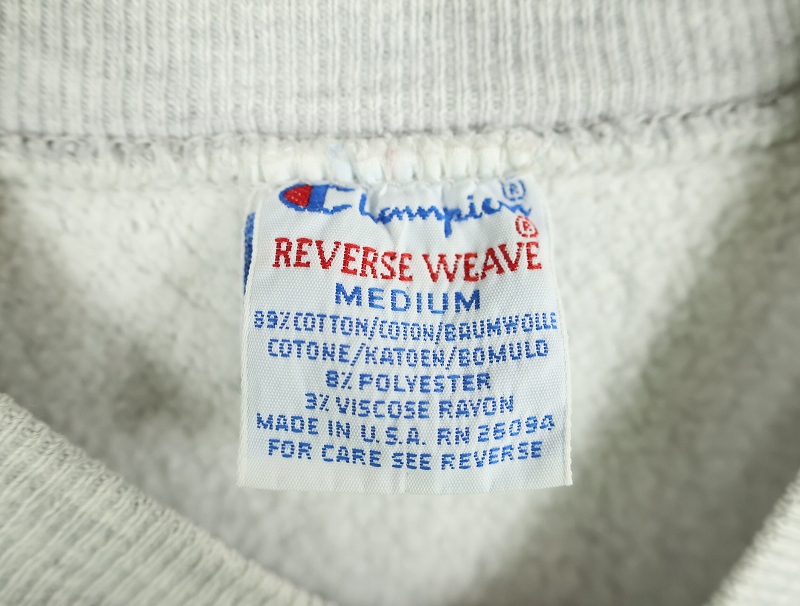 Champion®
REVERSE WEAVE®
MEDIUM
89% COTTON/COTON/BAUMWOLLE
COTONE/KATOEN/BOMULD
8% POLYESTER
3% VISCOSE RAYON
MADE IN U.S.A. RN 26094
FOR CARE SEE REVERSE